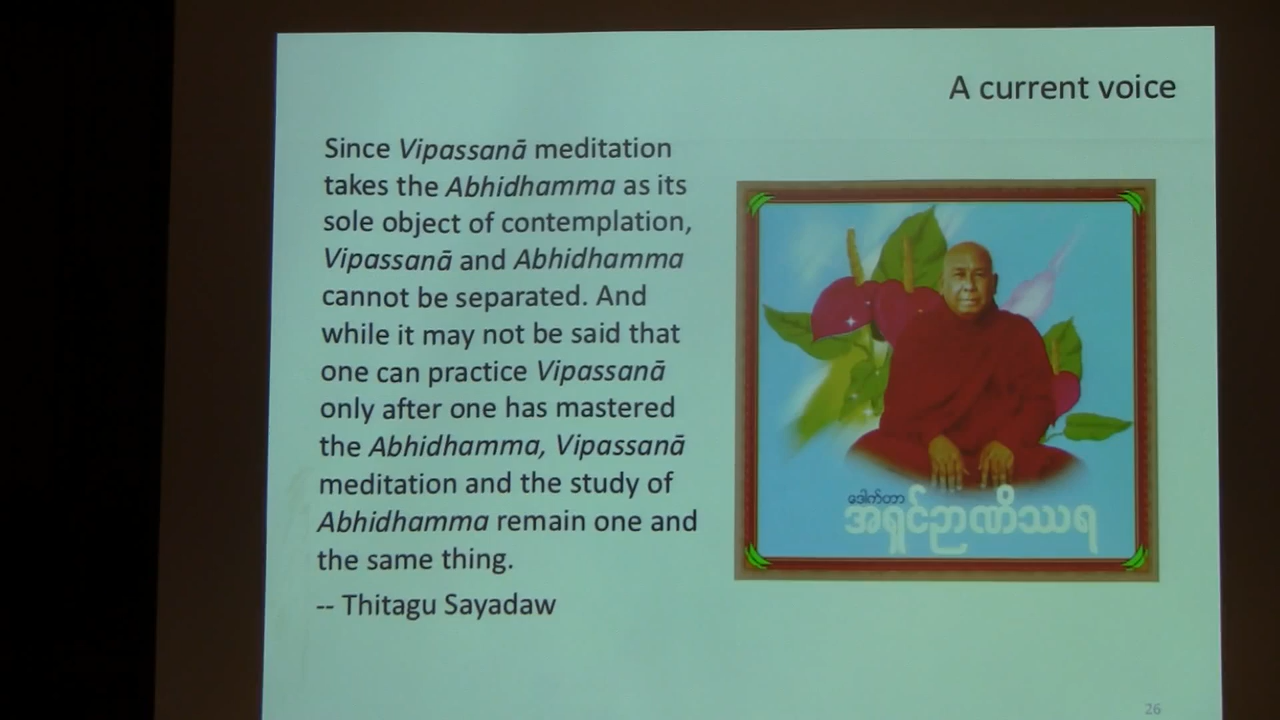 A current voice
Since Vipassanā meditation
takes the Abhidhamma as its
sole object of contemplation,
Vipassanā and Abhidhamma
cannot be separated. And
while it may not be said that
one can practice Vipassanā
only after one has mastered
the Abhidhamma, Vipassanā
meditation and the study of
Abhidhamma remain one and
the same thing.
-- Thitagu Sayadaw
ဒေါက်တာ
အရှင်ဉာဏိဿရ
26